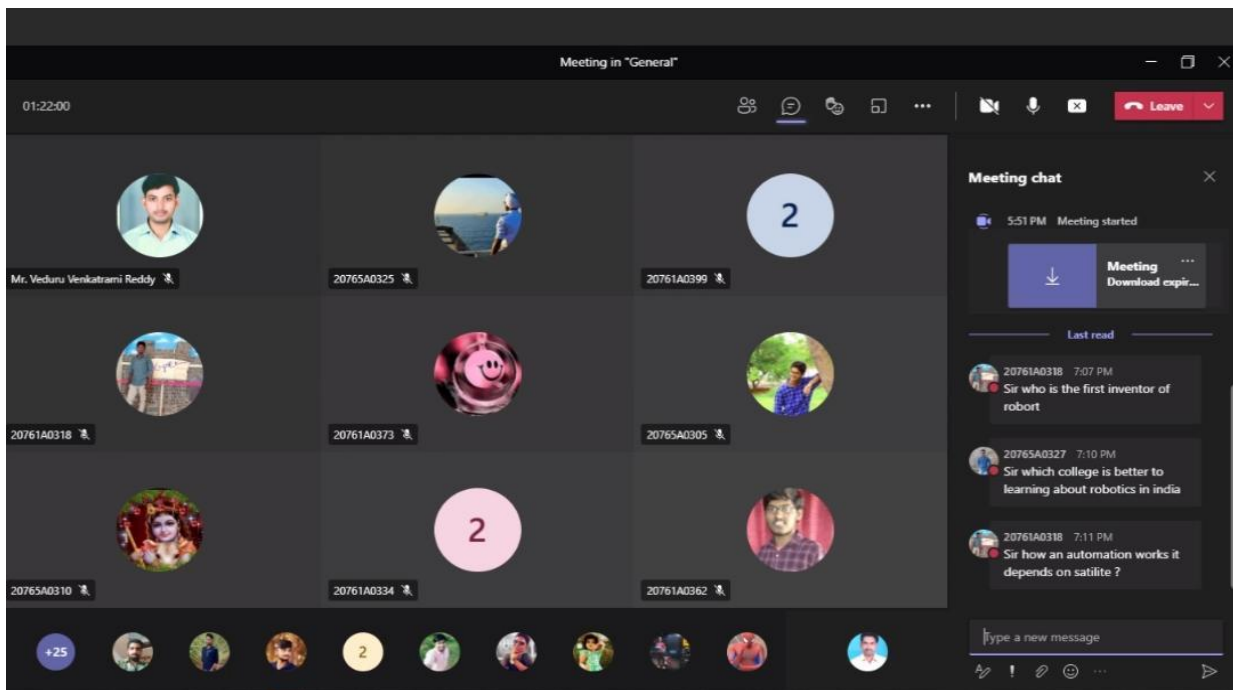 Meeting in "General"
01:22:00
Leave
Mr. Veduru Venkatrami Reddy
20765A0325
2
20761A0399
20761A0318
20761A0373
20765A0305
20765A0310
2
20761A0334
20761A0362
+25
2
Meeting chat
5:51 PM Meeting started
Meeting
Download expir...
Last read
20761A0318 7:07 PM
Sir who is the first inventor of
robort
20765A0327 7:10 PM
Sir which college is better to
learning about robotics in india
20761A0318 7:11 PM
Sir how an automation works it
depends on satilite ?
Type a new message